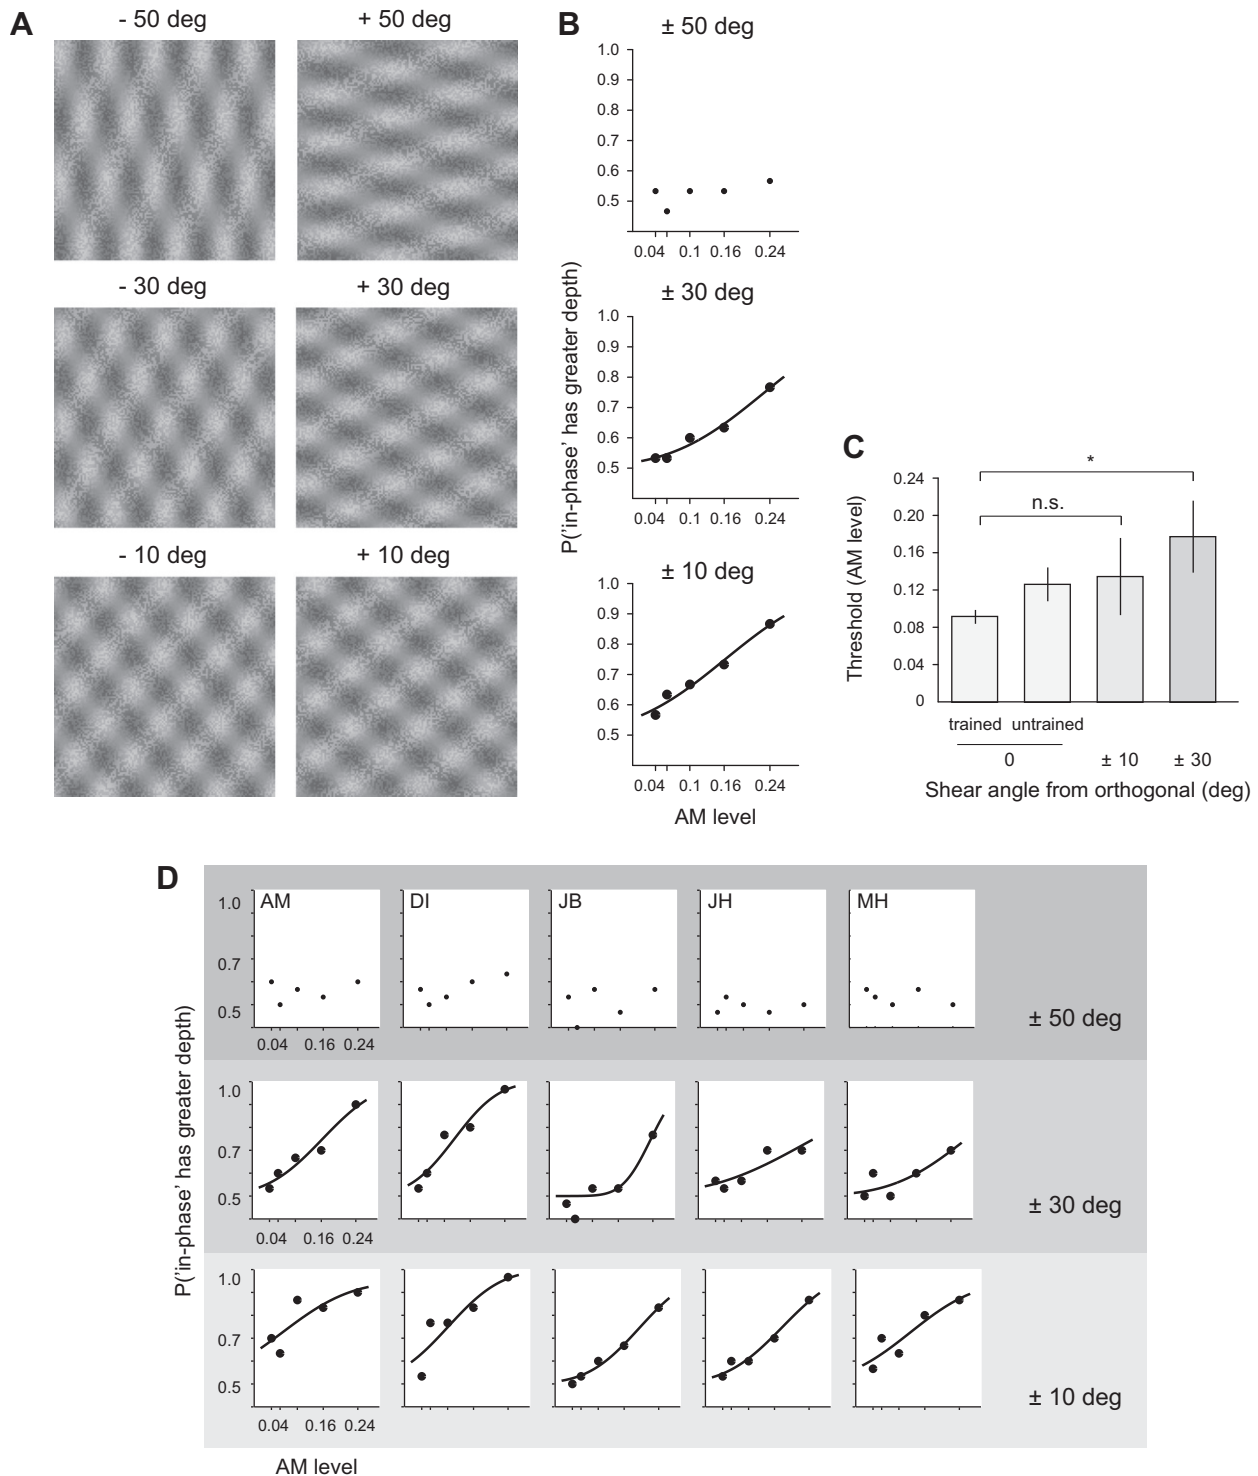 A
- 50 deg
+ 50 deg
- 30 deg
+ 30 deg
- 10 deg
+ 10 deg
B
± 50 deg
1.0
0.9
0.8
0.7
0.6
0.5
0.04 0.1 0.16 0.24
± 30 deg
1.0
0.9
0.8
0.7
0.6
0.5
0.04 0.1 0.16 0.24
± 10 deg
1.0
0.9
0.8
0.7
0.6
0.5
0.04 0.1 0.16 0.24
P('in-phase' has greater depth)
AM level
C
*
n.s.
0.24
0.20
0.16
0.12
0.08
0.04
0
Threshold (AM level)
trained untrained
0 ± 10 ± 30
Shear angle from orthogonal (deg)
D
P('in-phase' has greater depth)
AM DI JB JH MH
1.0
0.7
0.5
0.04 0.16 0.24
± 50 deg
1.0
0.7
0.5
0.04 0.16 0.24
± 30 deg
1.0
0.7
0.5
0.04 0.16 0.24
± 10 deg
AM level